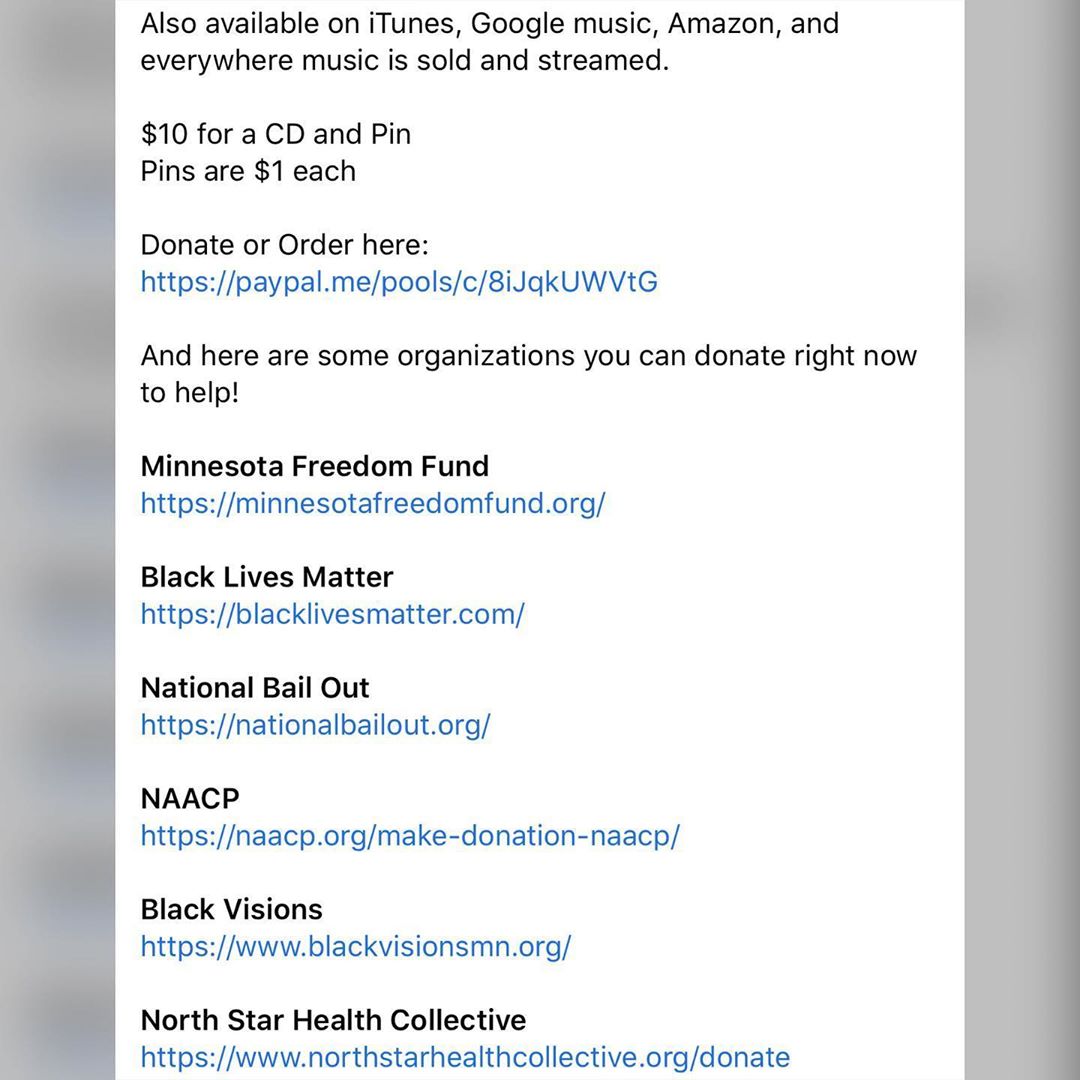 Also available on iTunes, Google music, Amazon, and
everywhere music is sold and streamed.
$10 for a CD and Pin
Pins are $1 each
Donate or Order here:
https://paypal.me/pools/c/8iJqkUWVtG
And here are some organizations you can donate right now
to help!
Minnesota Freedom Fund
https://minnesotafreedomfund.org/
Black Lives Matter
https://blacklivesmatter.com/
National Bail Out
https://nationalbailout.org/
NAACP
https://naacp.org/make-donation-naacp/
Black Visions
https://www.blackvisionsmn.org/
North Star Health Collective
https://www.northstarhealthcollective.org/donate